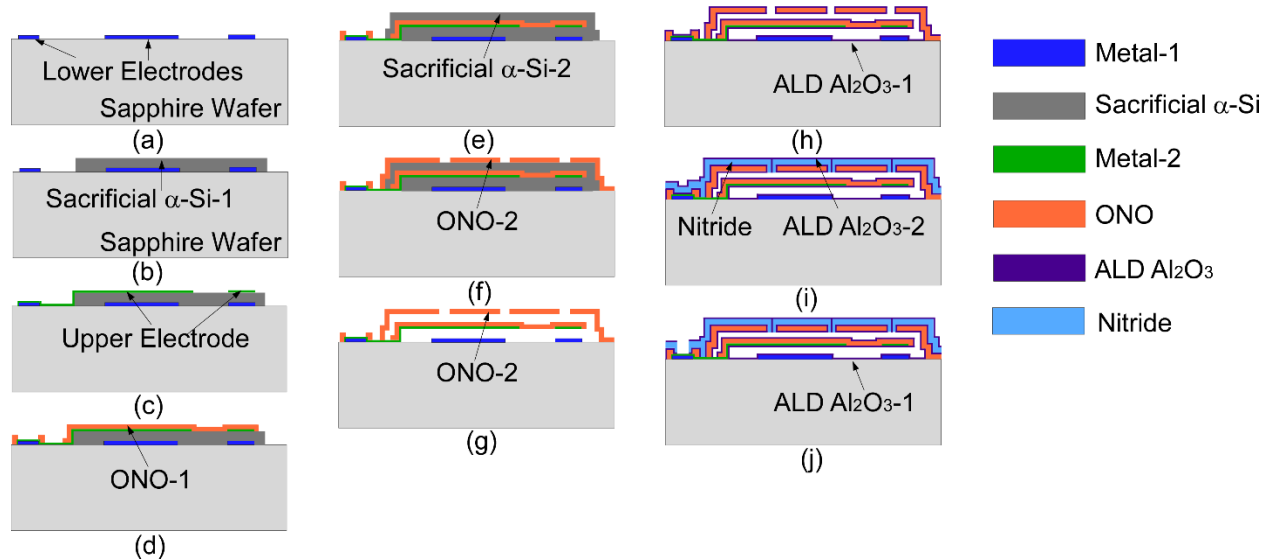 Lower Electrodes
Sapphire Wafer
(a)
Sacrificial α-Si-1
Sapphire Wafer
(b)
Upper Electrode
(c)
ONO-1
(d)
Sacrificial α-Si-2
(e)
ONO-2
(f)
ONO-2
(g)
ALD Al₂O₃-1
(h)
Nitride
ALD Al₂O₃-2
(i)
ALD Al₂O₃-1
(j)
Metal-1
Sacrificial α-Si
Metal-2
ONO
ALD Al₂O₃
Nitride